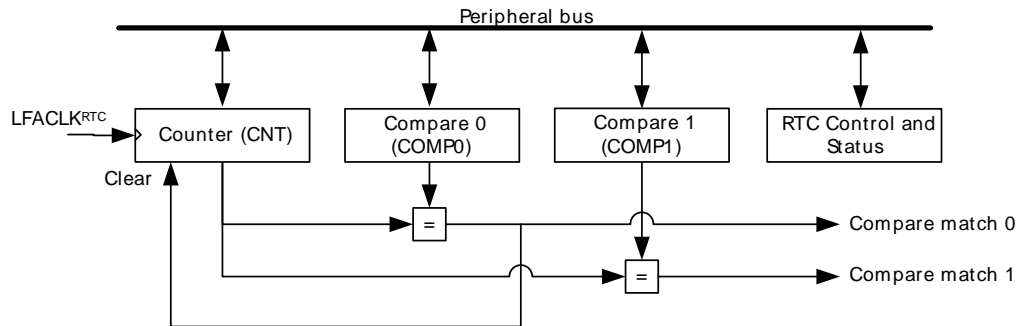 Peripheral bus
LFACLKRTC
Counter (CNT)
Compare 0
(COMP0)
Compare 1
(COMP1)
RTC Control and
Status
Clear
=
Compare match 0
=
Compare match 1